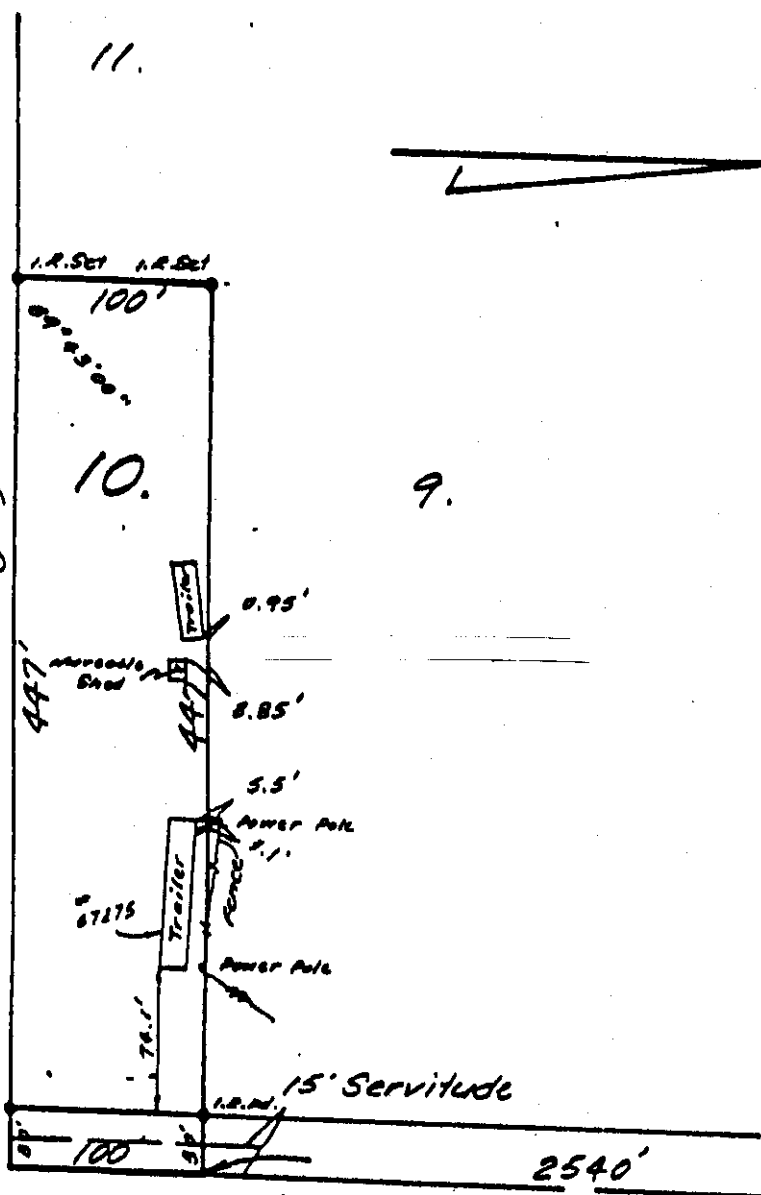 11.
I.R.Set
I.R.Set
100'
10.
9.
Trailer
0.95'
Moveable
Shed
447'
447'
8.85'
5.5'
Power Pole
Fence
Trailer
67275
Power Pole
15' Servitude
100
2540'